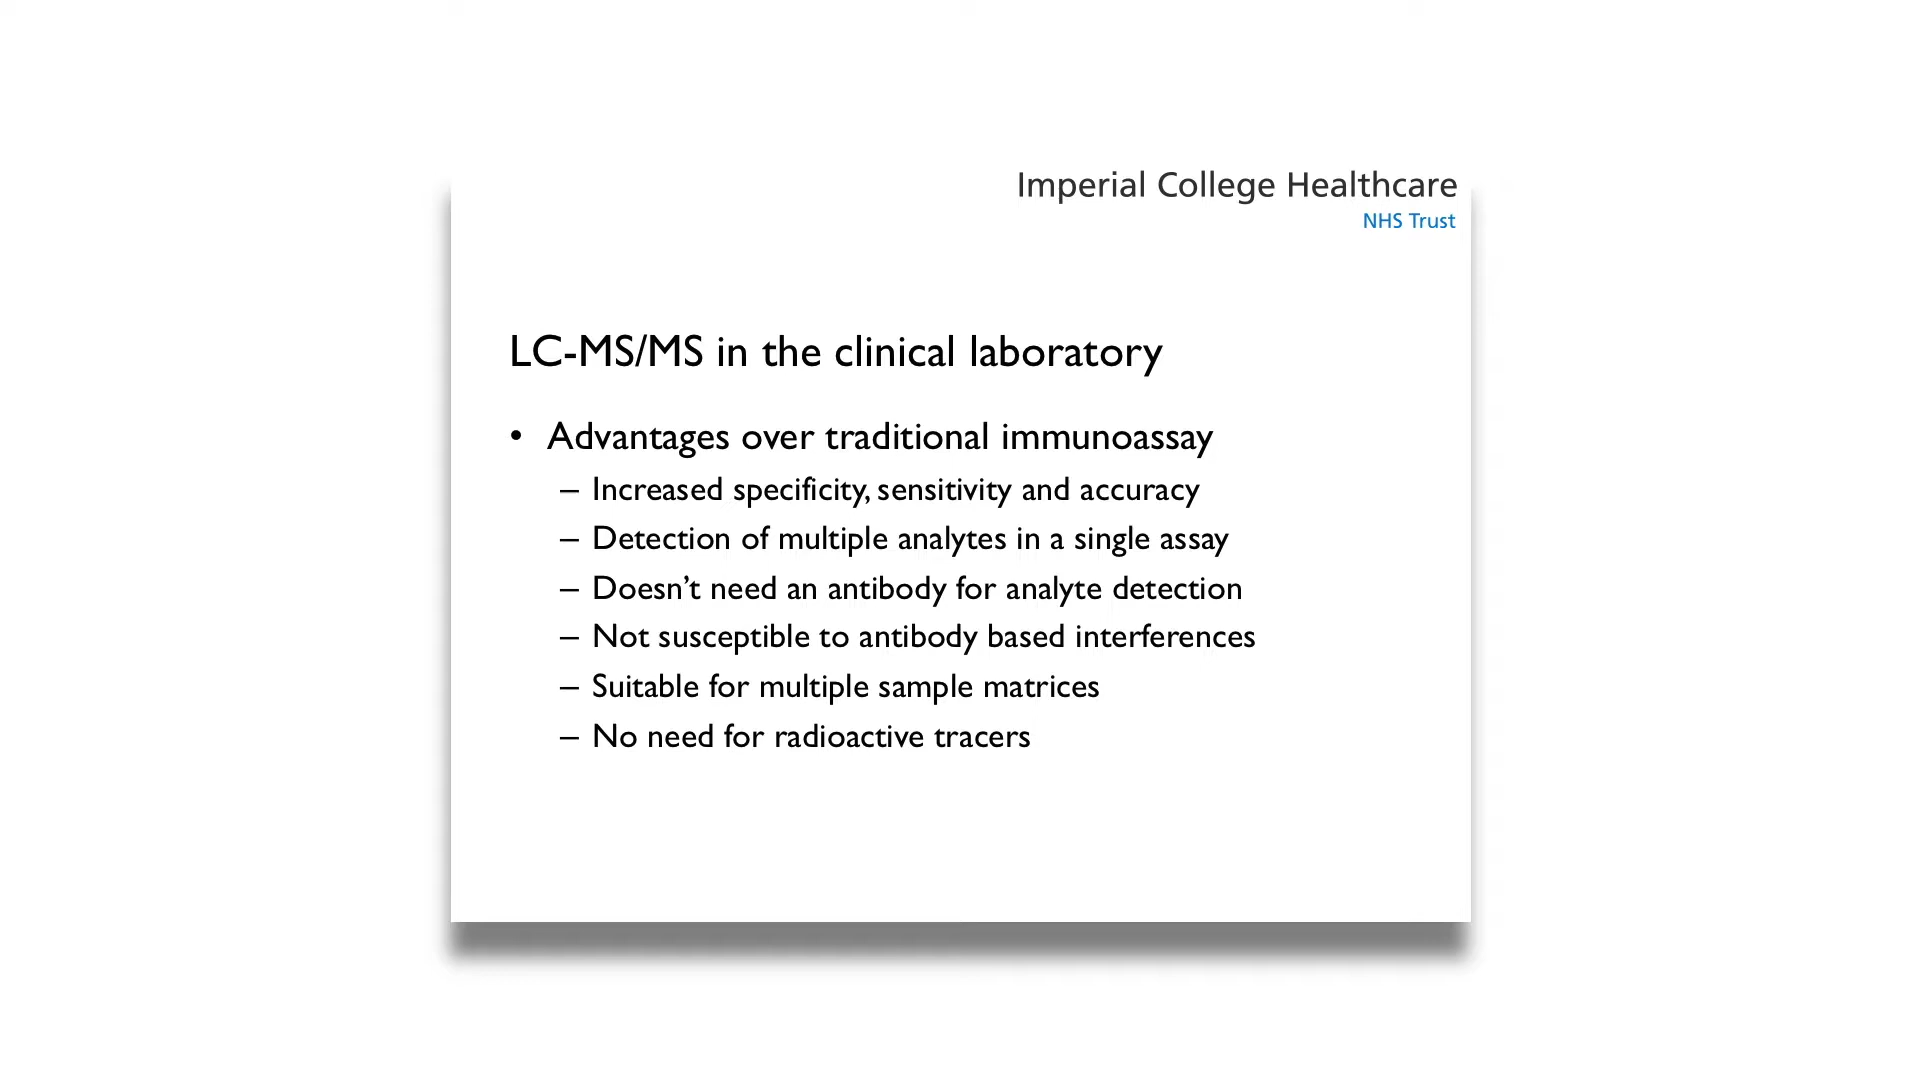 Imperial College Healthcare
NHS Trust
LC-MS/MS in the clinical laboratory
• Advantages over traditional immunoassay
– Increased specificity, sensitivity and accuracy
– Detection of multiple analytes in a single assay
– Doesn’t need an antibody for analyte detection
– Not susceptible to antibody based interferences
– Suitable for multiple sample matrices
– No need for radioactive tracers